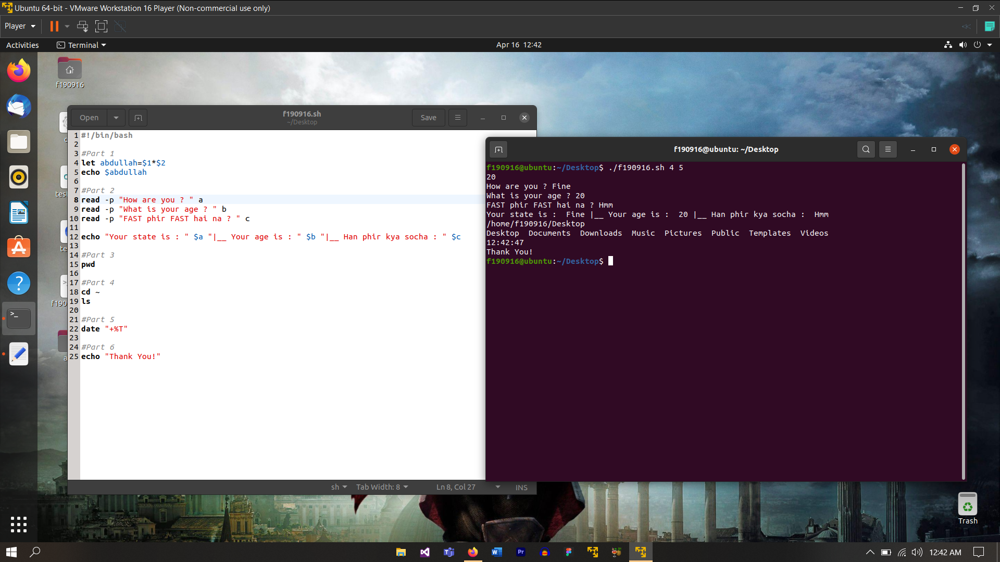 Ubuntu 64-bit - VMware Workstation 16 Player (Non-commercial use only)
Player
Activities
Terminal
Apr 16 12:42
f190916
Open
f190916.sh
~/Desktop
Save
1 #!/bin/bash
2
3 #Part 1
4 let abdullah=$1*$2
5 echo $abdullah
6
7 #Part 2
8 read -p "How are you ? " a
9 read -p "What is your age ? " b
10 read -p "FAST phir FAST hai na ? " c
11
12 echo "Your state is : " $a "|__ Your age is : " $b "|__ Han phir kya socha : " $c
13
14 #Part 3
15 pwd
16
17 #Part 4
18 cd ~
19 ls
20
21 #Part 5
22 date "+%T"
23
24 #Part 6
25 echo "Thank You!"
sh
Tab Width: 8
Ln 8, Col 27
INS
f190916@ubuntu: ~/Desktop
f190916@ubuntu:~/Desktop$ ./f190916.sh 4 5
20
How are you ? Fine
What is your age ? 20
FAST phir FAST hai na ? Hmm
Your state is :  Fine |__ Your age is :  20 |__ Han phir kya socha :  Hmm
/home/f190916/Desktop
Desktop  Documents  Downloads  Music  Pictures  Public  Templates  Videos
12:42:47
Thank You!
f190916@ubuntu:~/Desktop$
Trash
12:42 AM